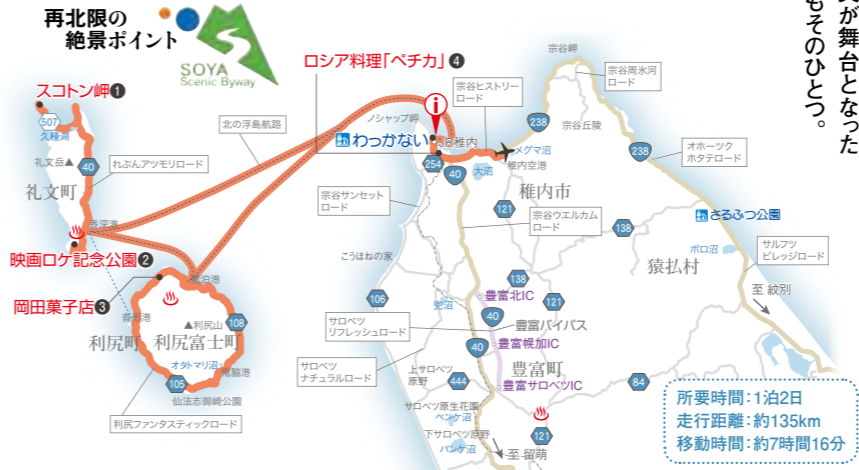 再北限の
絶景ポイント
SOYA
Scenic Byway
が舞台となった
もそのひとつ。
スコトン岬❶
507
久種湖
礼文岳▲
40
れぶんアツモリロード
礼文町
香深港
映画ロケ記念公園❷
岡田菓子店❸
北の浮島航路
ロシア料理「ペチカ」❹
ノシャップ岬
わっかない
JR稚内
254
40
宗谷ヒストリー
ロード
238
メグマ沼
稚内空港
大沼
宗谷岬
宗谷周氷河
ロード
宗谷丘陵
238
オホーツク
ホタテロード
稚内市
121
宗谷サンセット
ロード
宗谷ウエルカム
ロード
138
さるふつ公園
ポロ沼
サルフツ
ビレッジロード
猿払村
至 紋別
こうほねの家
106
兜沼
138
豊富北IC
121
40
豊富バイパス
サロベツ
リフレッシュロード
40
豊富幌加IC
豊富町
サロベツ
ナチュラルロード
上サロベツ
原野
444
豊富サロベツIC
84
サロベツ原生花園
ペンケ沼
下サロベツ原野
パンケ沼
至 留萌
121
鴛泊港
▲利尻山
108
利尻町
利尻富士町
オタトマリ沼
鬼脇港
105
仙法志御崎公園
利尻ファンタスティックロード
所要時間：1泊2日
走行距離：約135km
移動時間：約7時間16分